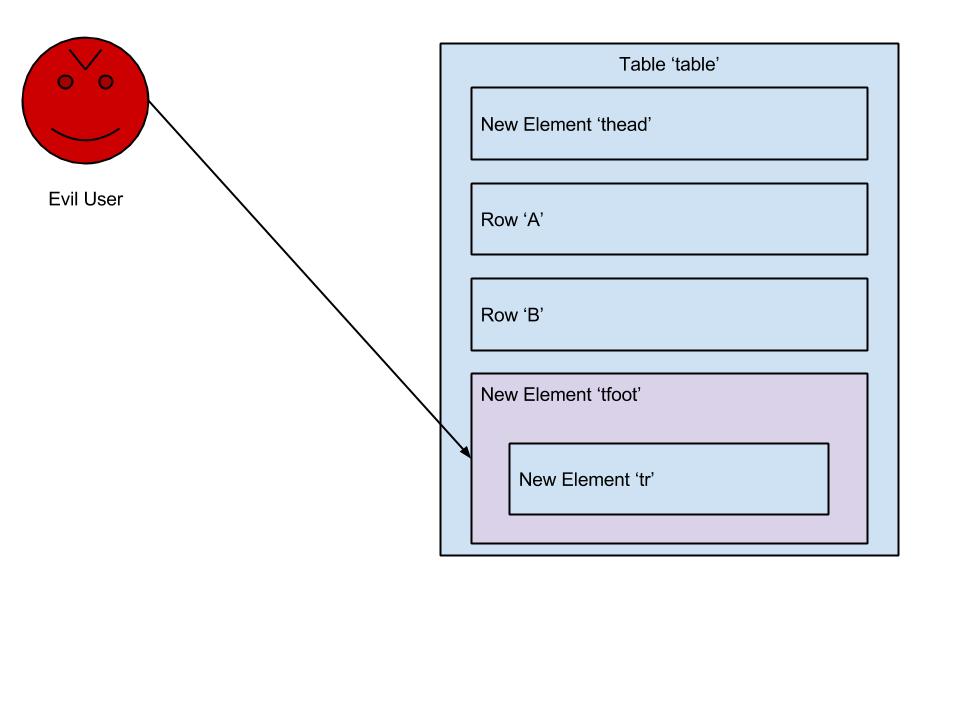 Table ‘table’
New Element ‘thead’
Evil User
Row ‘A’
Row ‘B’
New Element ‘tfoot’
New Element ‘tr’